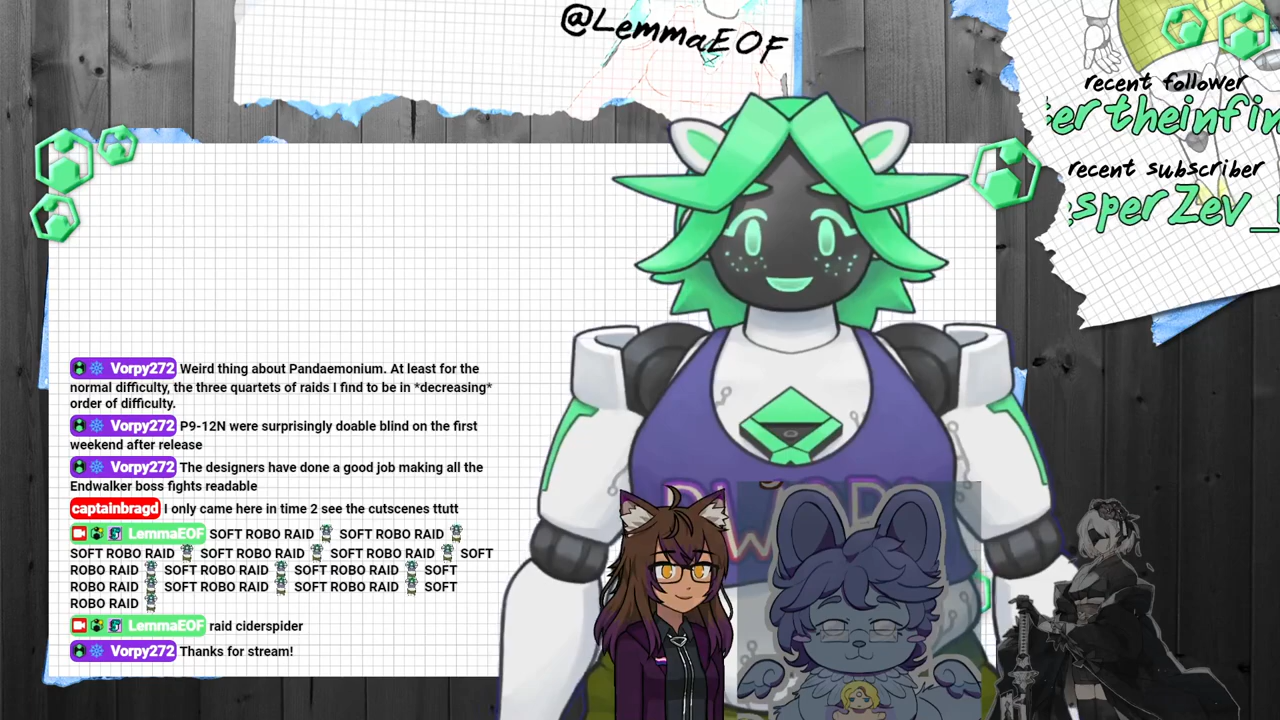 @LemmaEOF
recent follower
er theinfin
recent subscriber
sperZev_
Vorpy272 Weird thing about Pandaemonium. At least for the
normal difficulty, the three quartets of raids I find to be in *decreasing*
order of difficulty.
Vorpy272 P9-12N were surprisingly doable blind on the first
weekend after release
Vorpy272 The designers have done a good job making all the
Endwalker boss fights readable
captainbragd I only came here in time 2 see the cutscenes ttutt
LemmaEOF SOFT ROBO RAID SOFT ROBO RAID
SOFT ROBO RAID SOFT ROBO RAID SOFT ROBO RAID SOFT
ROBO RAID SOFT ROBO RAID SOFT ROBO RAID SOFT
ROBO RAID SOFT ROBO RAID SOFT ROBO RAID SOFT
ROBO RAID
LemmaEOF raid ciderspider
Vorpy272 Thanks for stream!